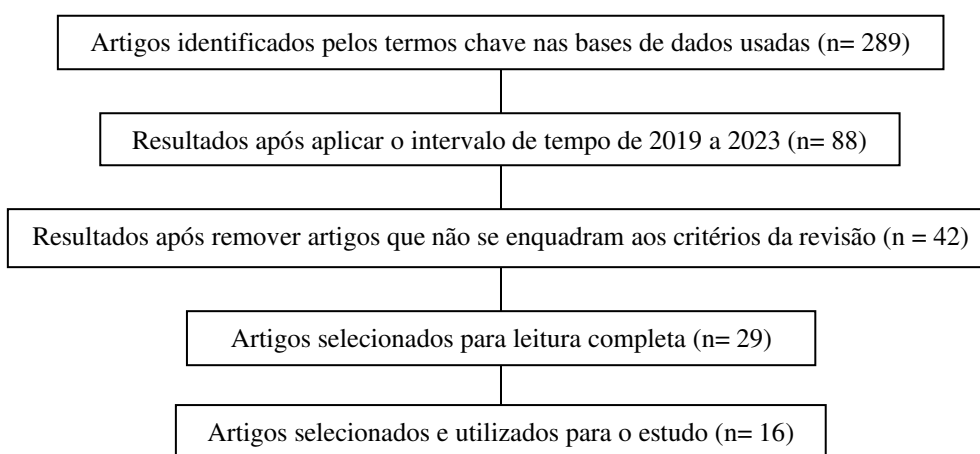 Artigos identificados pelos termos chave nas bases de dados usadas (n= 289)
Resultados após aplicar o intervalo de tempo de 2019 a 2023 (n= 88)
Resultados após remover artigos que não se enquadram aos critérios da revisão (n = 42)
Artigos selecionados para leitura completa (n= 29)
Artigos selecionados e utilizados para o estudo (n= 16)